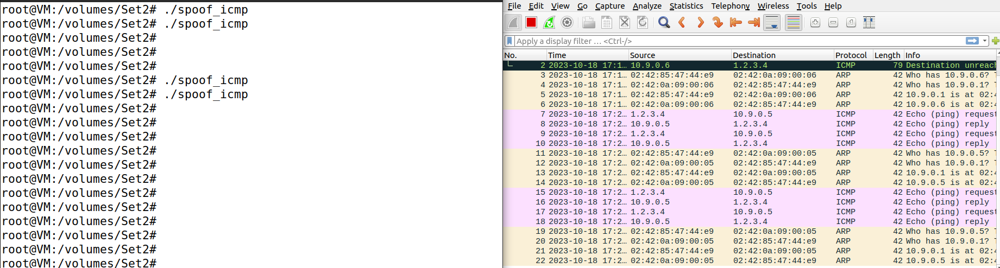 root@VM:/volumes/Set2# ./spoof_icmp
root@VM:/volumes/Set2# ./spoof_icmp
root@VM:/volumes/Set2#
root@VM:/volumes/Set2#
root@VM:/volumes/Set2#
root@VM:/volumes/Set2# ./spoof_icmp
root@VM:/volumes/Set2# ./spoof_icmp
root@VM:/volumes/Set2#
root@VM:/volumes/Set2#
root@VM:/volumes/Set2#
root@VM:/volumes/Set2#
root@VM:/volumes/Set2#
root@VM:/volumes/Set2#
root@VM:/volumes/Set2#
root@VM:/volumes/Set2#
root@VM:/volumes/Set2#
root@VM:/volumes/Set2#
root@VM:/volumes/Set2#
root@VM:/volumes/Set2#
File Edit View Go Capture Analyze Statistics Telephony Wireless Tools Help
Apply a display filter … <Ctrl-/>
No. Time Source Destination Protocol Length Info
2 2023-10-18 17:1… 10.9.0.6 1.2.3.4 ICMP 79 Destination unreach
3 2023-10-18 17:1… 02:42:85:47:44:e9 02:42:0a:09:00:06 ARP 42 Who has 10.9.0.6? T
4 2023-10-18 17:1… 02:42:0a:09:00:06 02:42:85:47:44:e9 ARP 42 Who has 10.9.0.1? T
5 2023-10-18 17:1… 02:42:85:47:44:e9 02:42:0a:09:00:06 ARP 42 10.9.0.1 is at 02:4
6 2023-10-18 17:1… 02:42:0a:09:00:06 02:42:85:47:44:e9 ARP 42 10.9.0.6 is at 02:4
7 2023-10-18 17:2… 1.2.3.4 10.9.0.5 ICMP 42 Echo (ping) request
8 2023-10-18 17:2… 10.9.0.5 1.2.3.4 ICMP 42 Echo (ping) reply
9 2023-10-18 17:2… 1.2.3.4 10.9.0.5 ICMP 42 Echo (ping) request
10 2023-10-18 17:2… 10.9.0.5 1.2.3.4 ICMP 42 Echo (ping) reply
11 2023-10-18 17:2… 02:42:85:47:44:e9 02:42:0a:09:00:05 ARP 42 Who has 10.9.0.5? T
12 2023-10-18 17:2… 02:42:0a:09:00:05 02:42:85:47:44:e9 ARP 42 Who has 10.9.0.1? T
13 2023-10-18 17:2… 02:42:85:47:44:e9 02:42:0a:09:00:05 ARP 42 10.9.0.1 is at 02:4
14 2023-10-18 17:2… 02:42:0a:09:00:05 02:42:85:47:44:e9 ARP 42 10.9.0.5 is at 02:4
15 2023-10-18 17:2… 1.2.3.4 10.9.0.5 ICMP 42 Echo (ping) request
16 2023-10-18 17:2… 10.9.0.5 1.2.3.4 ICMP 42 Echo (ping) reply
17 2023-10-18 17:2… 1.2.3.4 10.9.0.5 ICMP 42 Echo (ping) request
18 2023-10-18 17:2… 10.9.0.5 1.2.3.4 ICMP 42 Echo (ping) reply
19 2023-10-18 17:2… 02:42:85:47:44:e9 02:42:0a:09:00:05 ARP 42 Who has 10.9.0.5? T
20 2023-10-18 17:2… 02:42:0a:09:00:05 02:42:85:47:44:e9 ARP 42 Who has 10.9.0.1? T
21 2023-10-18 17:2… 02:42:85:47:44:e9 02:42:0a:09:00:05 ARP 42 10.9.0.1 is at 02:4
22 2023-10-18 17:2… 02:42:0a:09:00:05 02:42:85:47:44:e9 ARP 42 10.9.0.5 is at 02:4